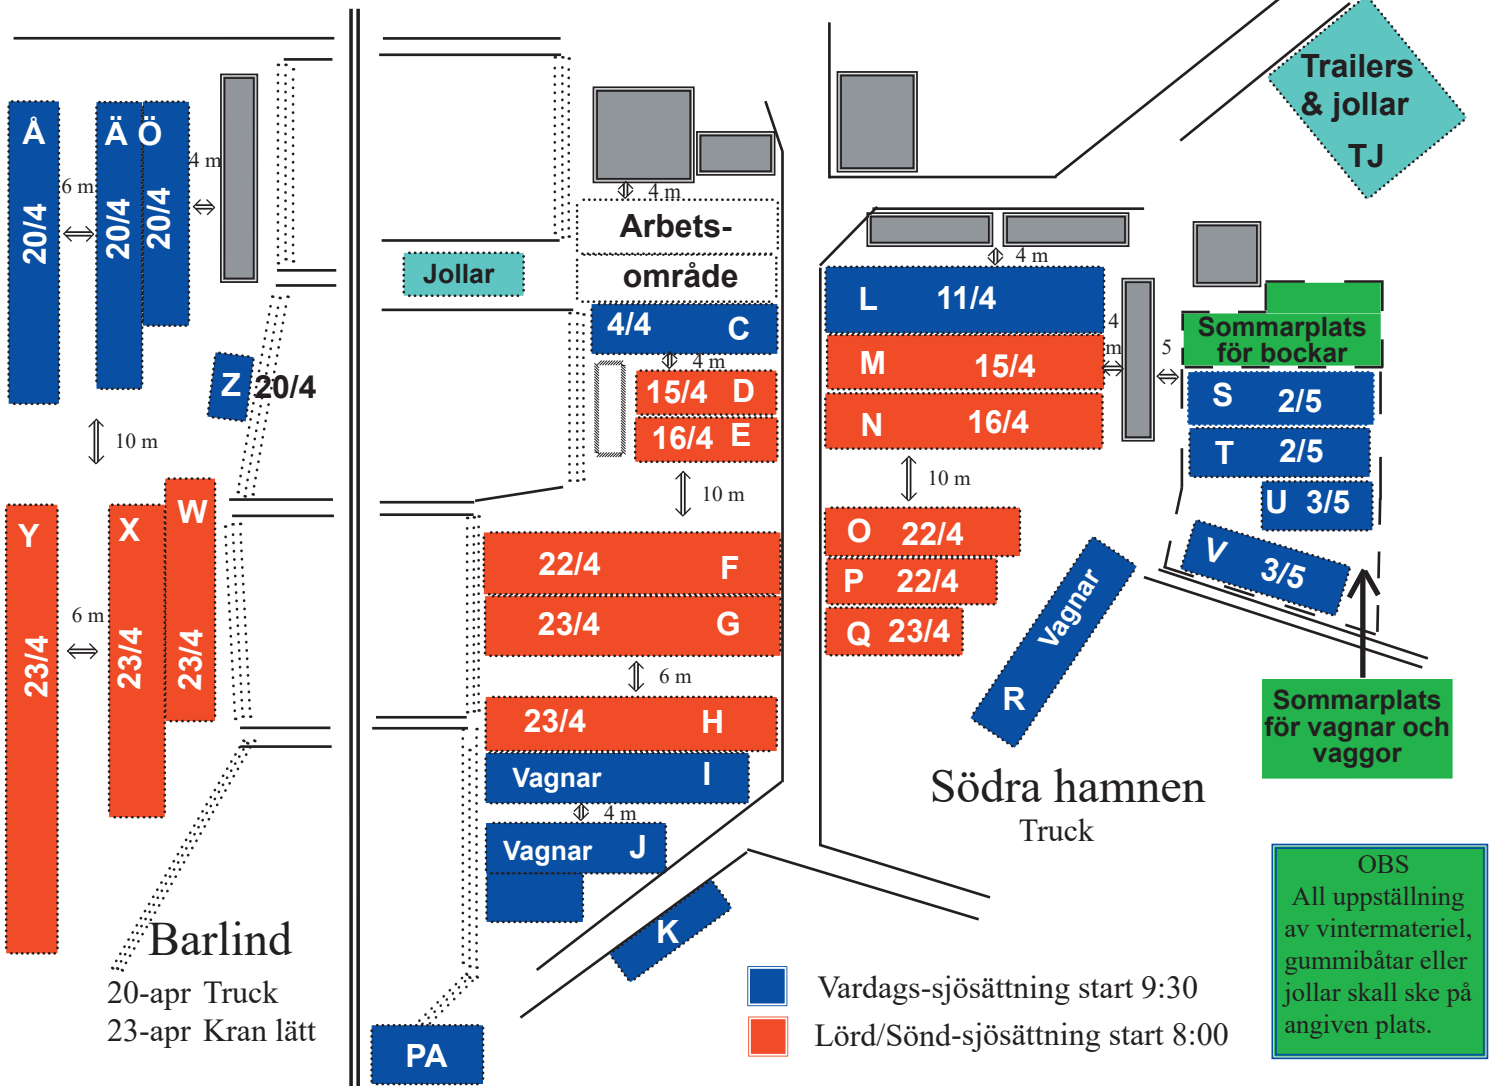 Trailers
& jollar
TJ
Å
Ä Ö
4 m
6 m
20/4
20/4
20/4
4 m
Arbets-
område
Jollar
4/4 C
4 m
15/4 D
16/4 E
10 m
Z 20/4
10 m
4 m
L 11/4
M 15/4
N 16/4
4
m
5
10 m
Sommarplats
för bockar
S 2/5
T 2/5
U 3/5
V 3/5
Y
X
W
6 m
23/4
23/4
23/4
22/4 F
23/4 G
6 m
23/4 H
Vagnar I
4 m
Vagnar J
K
O 22/4
P 22/4
Q 23/4
Vagnar
R
Sommarplats
för vagnar och
vaggor
Södra hamnen
Truck
Barlind
20-apr Truck
23-apr Kran lätt
PA
Vardags-sjösättning start 9:30
Lörd/Sönd-sjösättning start 8:00
OBS
All uppställning
av vintermateriel,
gummibåtar eller
jollar skall ske på
angiven plats.